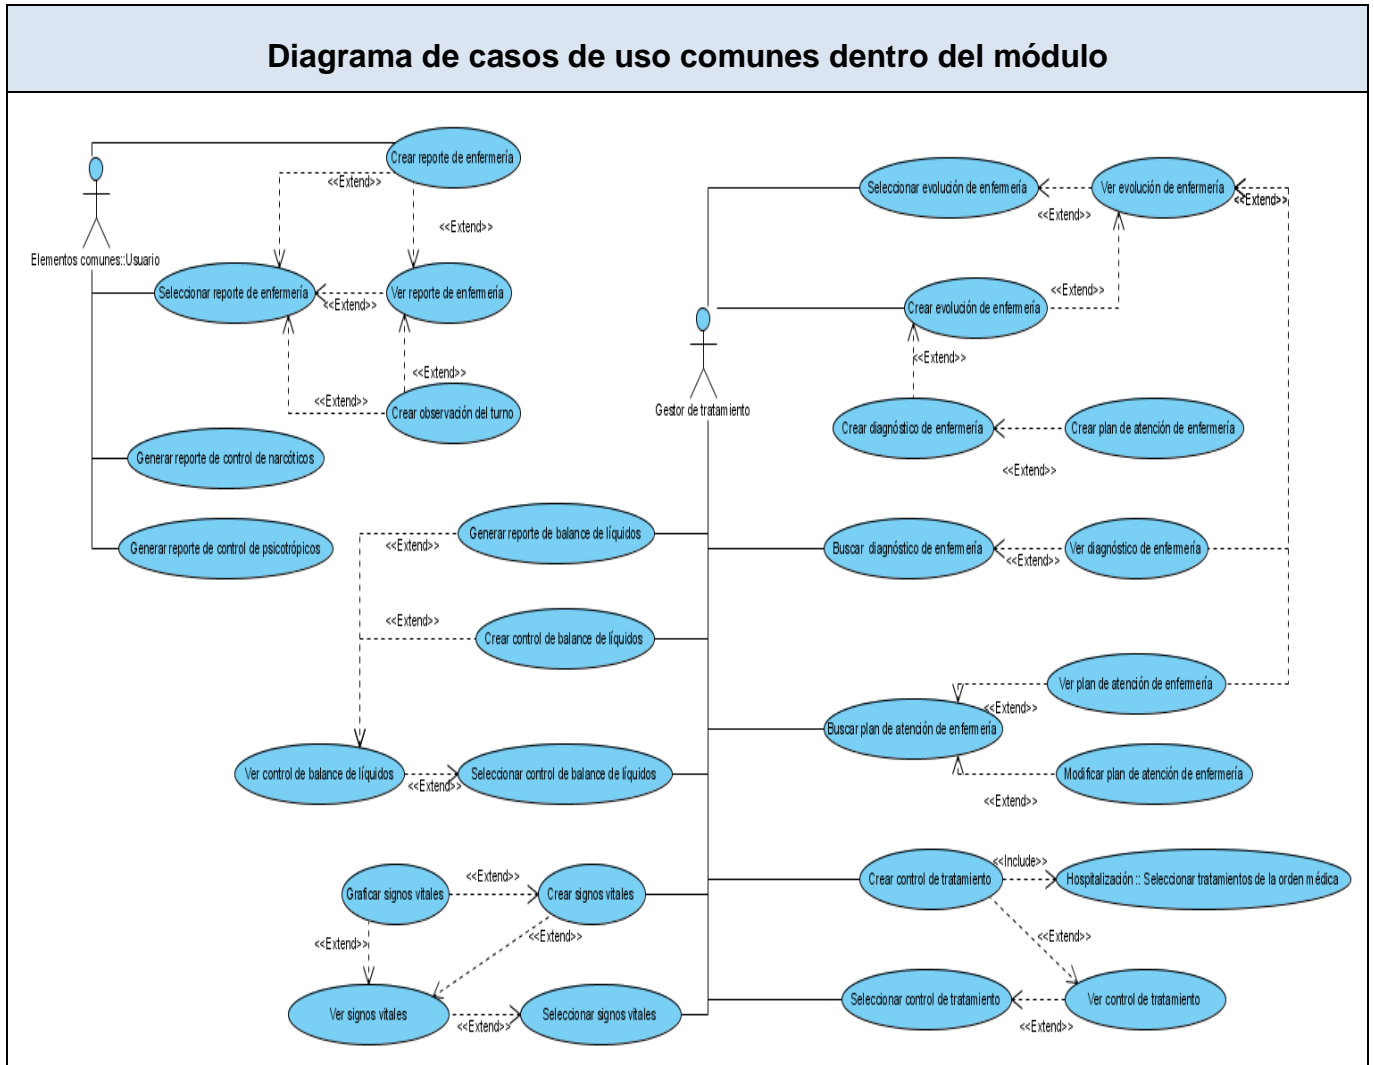 Diagrama de casos de uso comunes dentro del módulo
Crear reporte de enfermería
<<Extend>>
<<Extend>>
Elementos comunes::Usuario
Seleccionar reporte de enfermería
<<Extend>>
Ver reporte de enfermería
<<Extend>>
<<Extend>>
Crear observación del turno
Generar reporte de control de narcóticos
Generar reporte de control de psicotrópicos
Seleccionar evolución de enfermería
<<Extend>>
Ver evolución de enfermería
<<Extend>>
Crear evolución de enfermería
<<Extend>>
<<Extend>>
Gestor de tratamiento
Crear diagnóstico de enfermería
Crear plan de atención de enfermería
<<Extend>>
Generar reporte de balance de líquidos
<<Extend>>
Buscar diagnóstico de enfermería
<<Extend>>
Ver diagnóstico de enfermería
<<Extend>>
Crear control de balance de líquidos
Ver plan de atención de enfermería
<<Extend>>
Buscar plan de atención de enfermería
Modificar plan de atención de enfermería
<<Extend>>
Ver control de balance de líquidos
<<Extend>>
Seleccionar control de balance de líquidos
Graficar signos vitales
<<Extend>>
Crear signos vitales
<<Extend>>
<<Extend>>
Ver signos vitales
<<Extend>>
Seleccionar signos vitales
Crear control de tratamiento
<<Include>>
Hospitalización :: Seleccionar tratamientos de la orden médica
<<Extend>>
Seleccionar control de tratamiento
<<Extend>>
Ver control de tratamiento